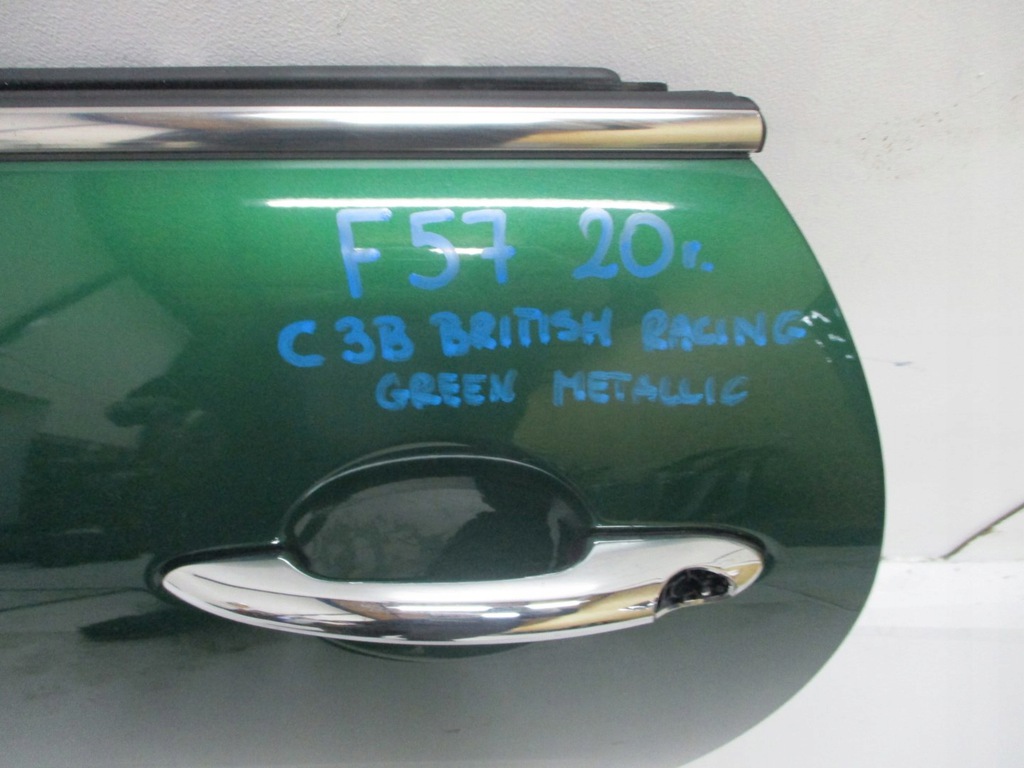 F57 20r.
C3B BRITISH RACING
GREEN METALLIC